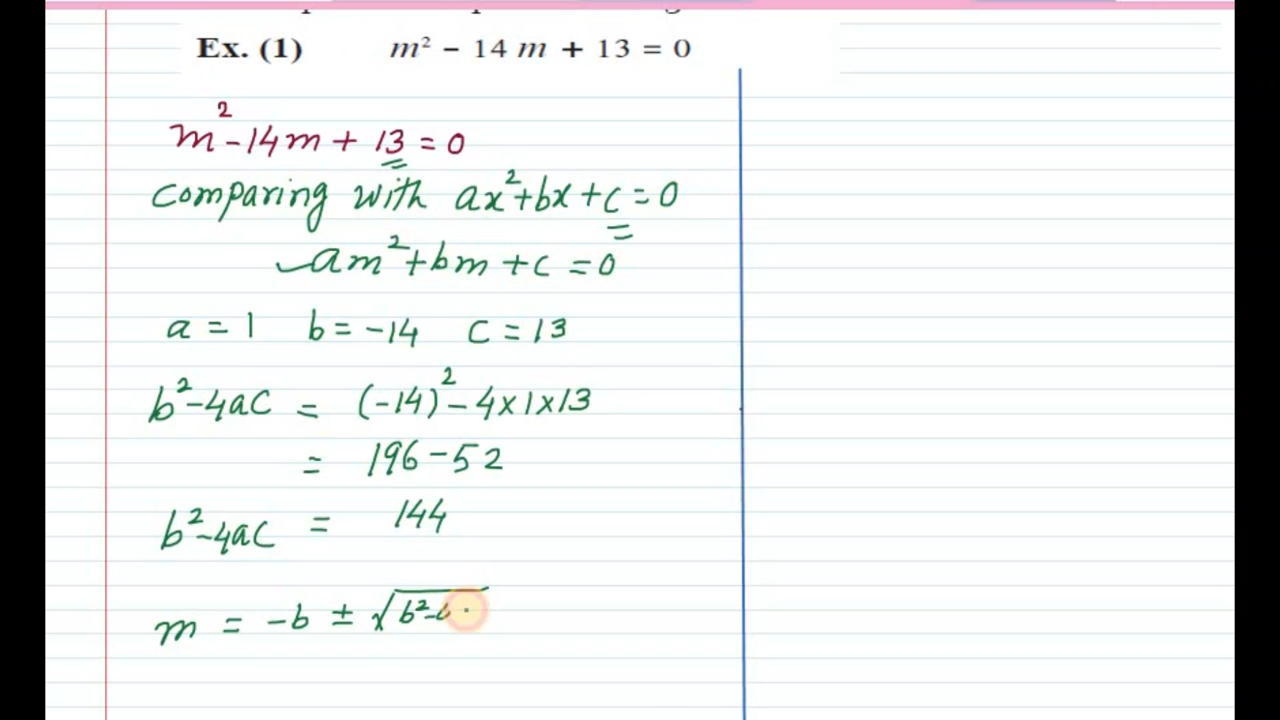 Ex. (1) m² − 14 m + 13 = 0
m² - 14m + 13 = 0
Comparing with ax² + bx + c = 0
am² + bm + c = 0
a = 1 b = -14 c = 13
b² - 4ac = (-14)² - 4 x 1 x 13
= 196 - 52
b² - 4ac = 144
m = -b ± √b² -